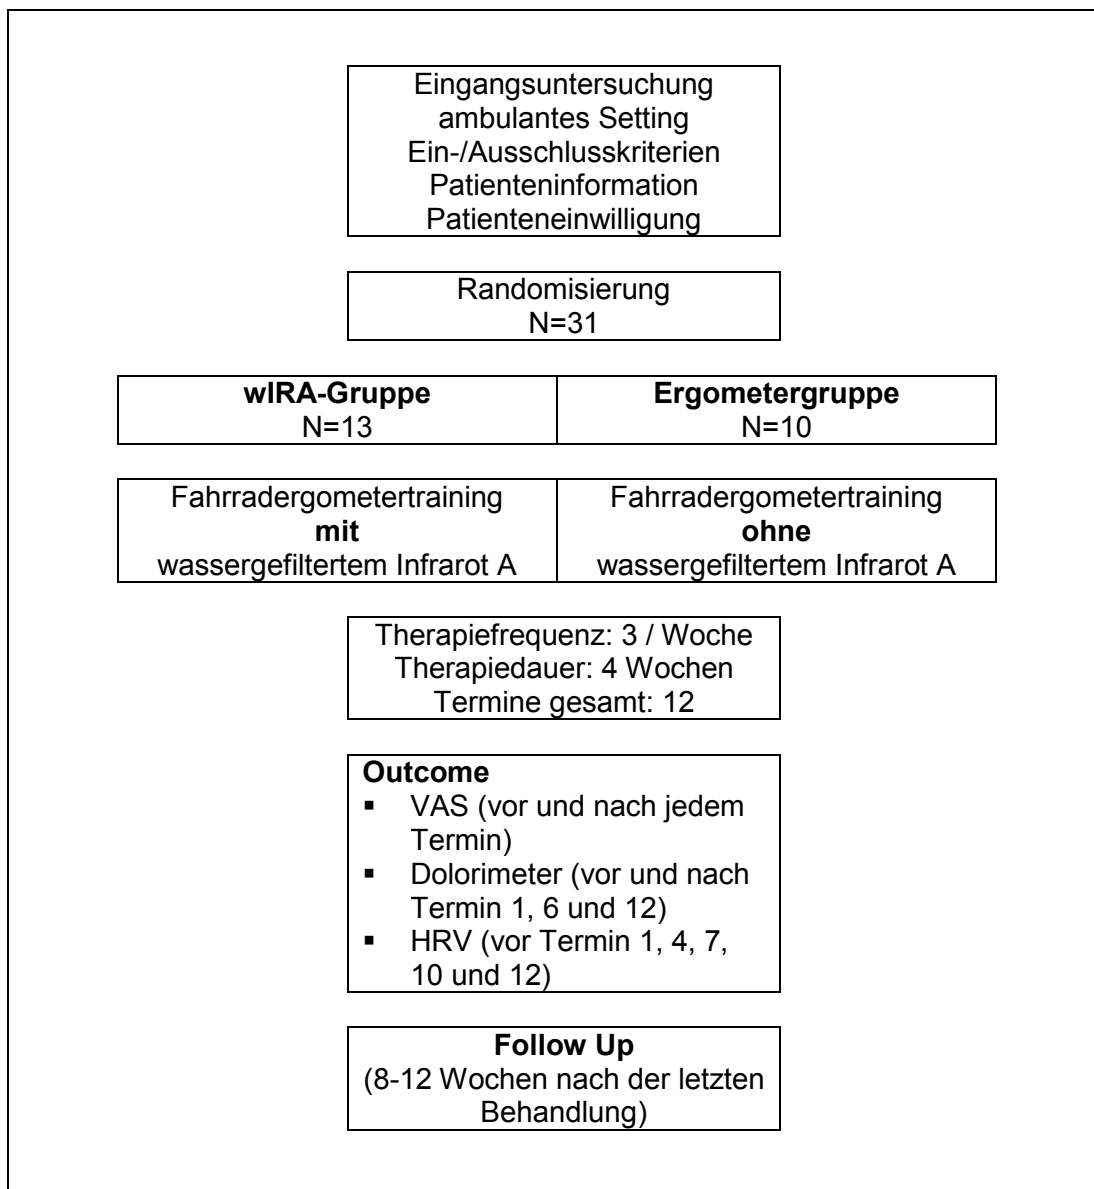 Eingangsuntersuchung
ambulantes Setting
Ein-/Ausschlusskriterien
Patienteninformation
Patienteneinwilligung
Randomisierung
N=31
wIRA-Gruppe
N=13
Ergometergruppe
N=10
Fahrradergometertraining
mit
wassergefiltertem Infrarot A
Fahrradergometertraining
ohne
wassergefiltertem Infrarot A
Therapiefrequenz: 3 / Woche
Therapiedauer: 4 Wochen
Termine gesamt: 12
Outcome
▪ VAS (vor und nach jedem
Termin)
▪ Dolorimeter (vor und nach
Termin 1, 6 und 12)
▪ HRV (vor Termin 1, 4, 7,
10 und 12)
Follow Up
(8-12 Wochen nach der letzten
Behandlung)